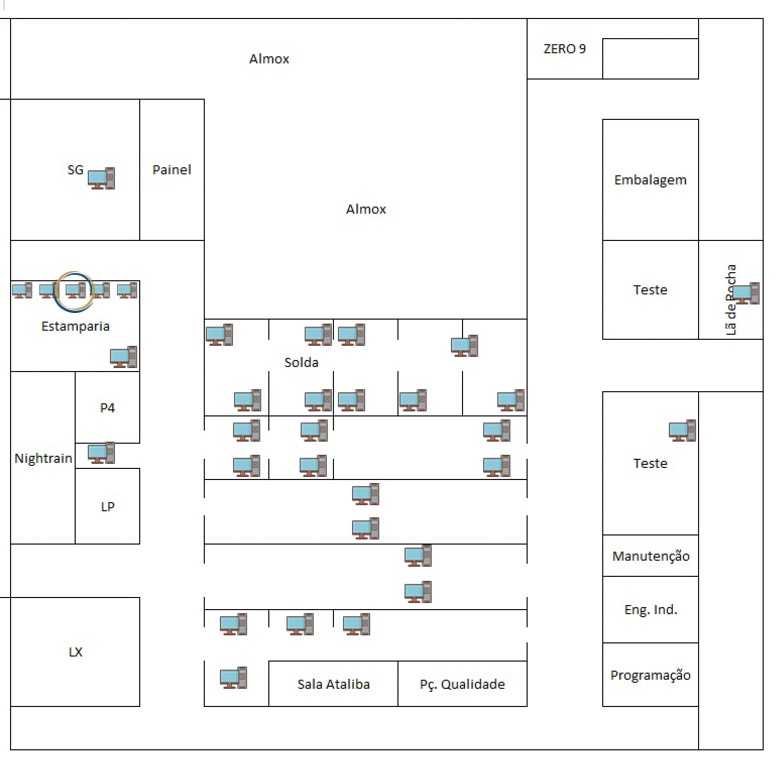 Almox
ZERO 9
SG
Painel
Almox
Embalagem
Teste
Lã de Rocha
Estamparia
Solda
P4
Nightrain
LP
Teste
Manutenção
Eng. Ind.
LX
Sala Ataliba
Pç. Qualidade
Programação